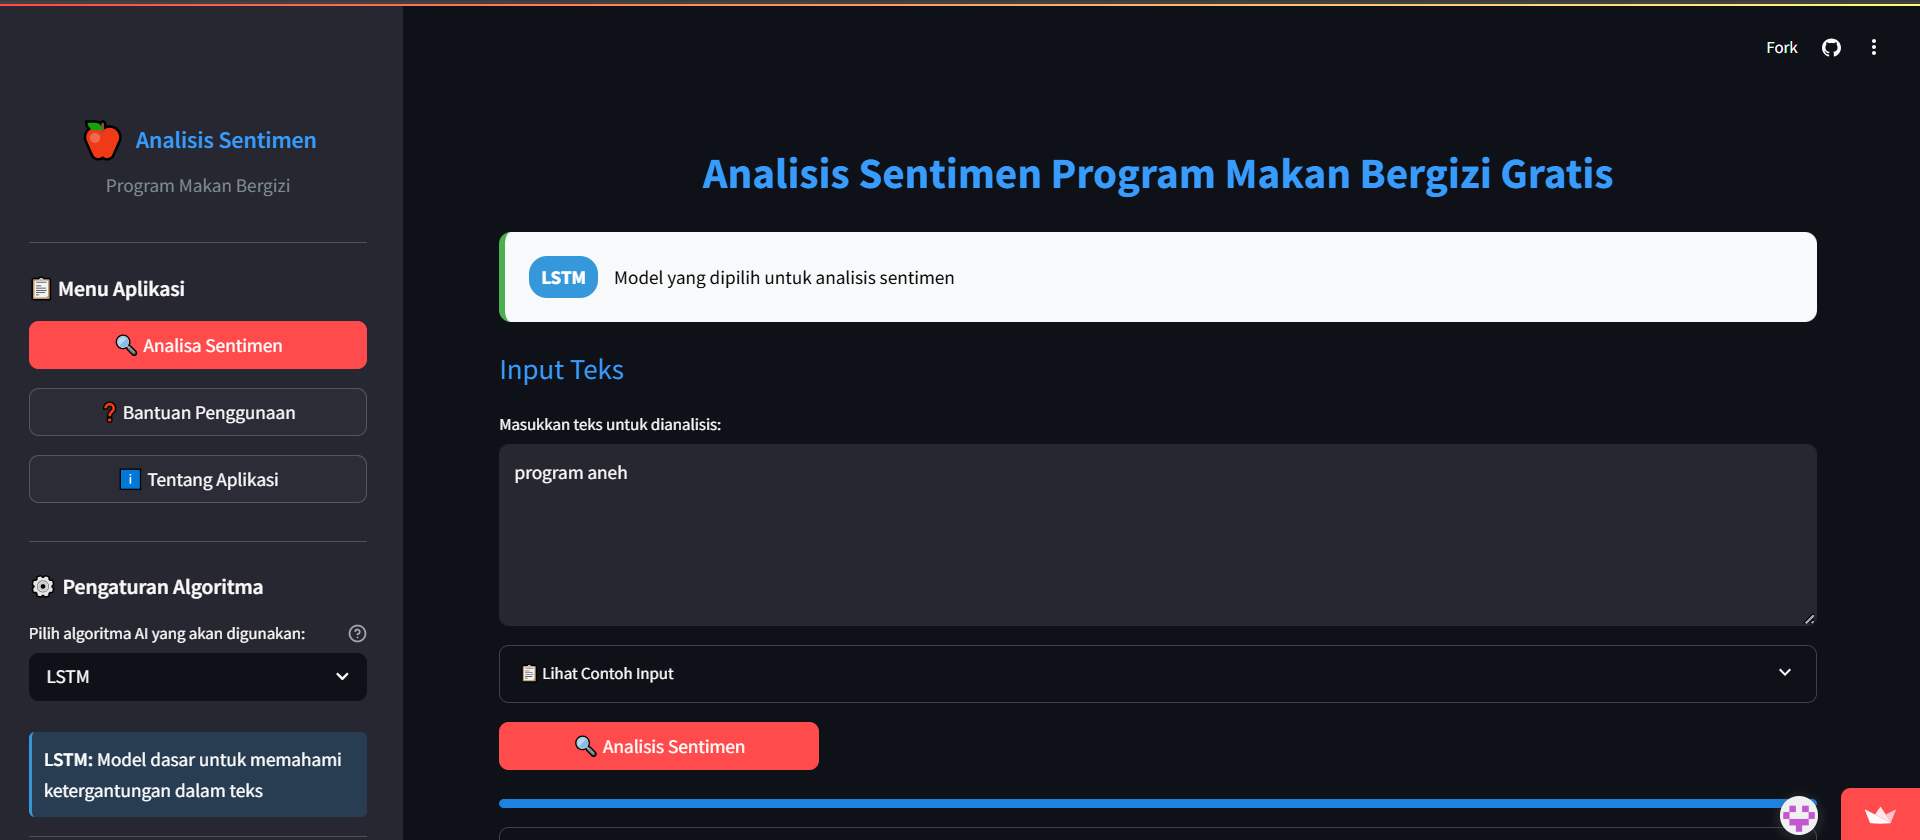 Analisis Sentimen
Program Makan Bergizi
Menu Aplikasi
Analisa Sentimen
Bantuan Penggunaan
Tentang Aplikasi
Pengaturan Algoritma
Pilih algoritma AI yang akan digunakan:
LSTM
LSTM: Model dasar untuk memahami
ketergantungan dalam teks
Fork
Analisis Sentimen Program Makan Bergizi Gratis
LSTM Model yang dipilih untuk analisis sentimen
Input Teks
Masukkan teks untuk dianalisis:
program aneh
Lihat Contoh Input
Analisis Sentimen